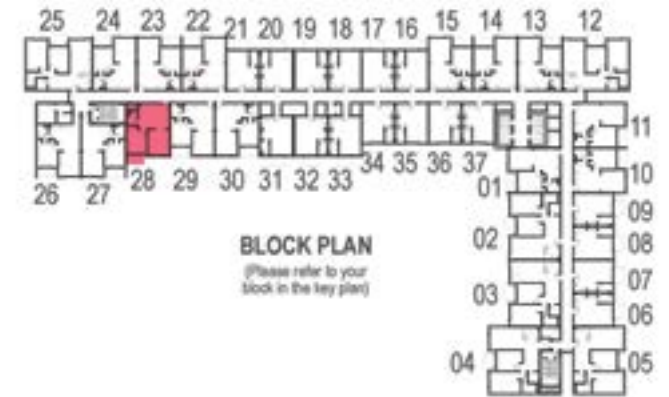 25 24 23 22 21 20 19 18 17 16 15 14 13 12
11
10
09
08
07
06
05
26 27 28 29 30 31 32 33 34 35 36 37
01
02
03
04
BLOCK PLAN
(Please refer to your
block in the key plan)